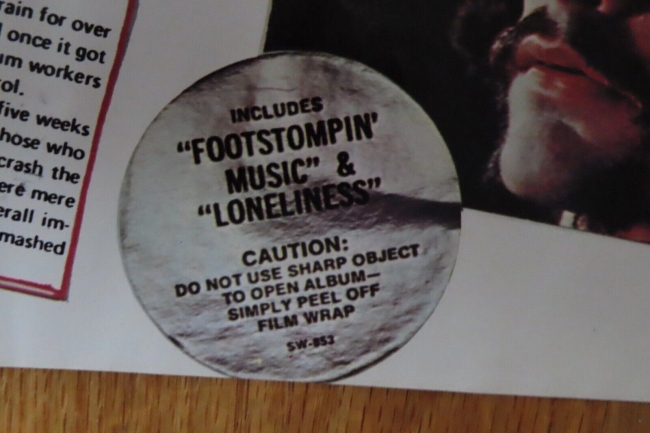 rain for over
once it got
um workers
ol.
five weeks
hose who
crash the
ere mere
erall im-
mashed
INCLUDES
"FOOTSTOMPIN'
MUSIC" &
"LONELINESS"
CAUTION:
DO NOT USE SHARP OBJECT
TO OPEN ALBUM—
SIMPLY PEEL OFF
FILM WRAP
SW-853